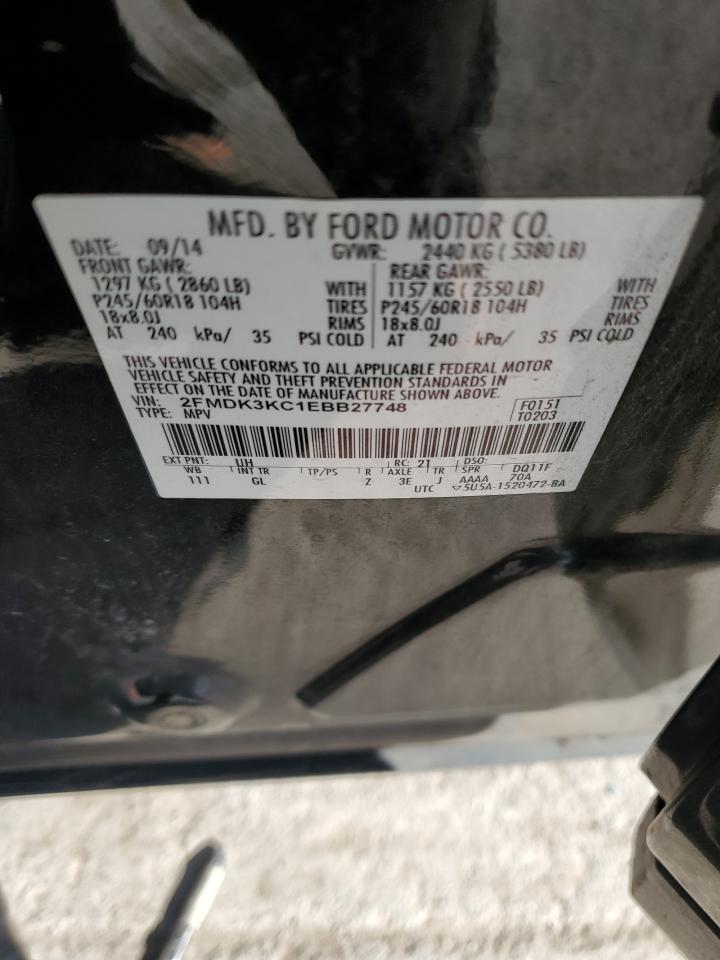 MFD. BY FORD MOTOR CO.
DATE: 09/14 GVWR: 2440 KG ( 5380 LB)
FRONT GAWR: REAR GAWR:
1297 KG ( 2860 LB) WITH 1157 KG ( 2550 LB) WITH
P245/60R18 104H TIRES P245/60R18 104H TIRES
18x8.0J RIMS 18x8.0J RIMS
AT 240 kPa/ 35 PSI COLD AT 240 kPa/ 35 PSI COLD
THIS VEHICLE CONFORMS TO ALL APPLICABLE FEDERAL MOTOR
VEHICLE SAFETY AND THEFT PREVENTION STANDARDS IN
EFFECT ON THE DATE OF MANUFACTURE SHOWN ABOVE.
VIN: 2FMDK3KC1EBB27748 F0151
TYPE: MPV T0203
EXT PNT: UH RC: 21 DSO:
WB INT TR TP/PS R AXLE TR SPR DQ11F
111 GL Z 3E J AAAA 70A
UTC ▽5U5A-1520472-BA